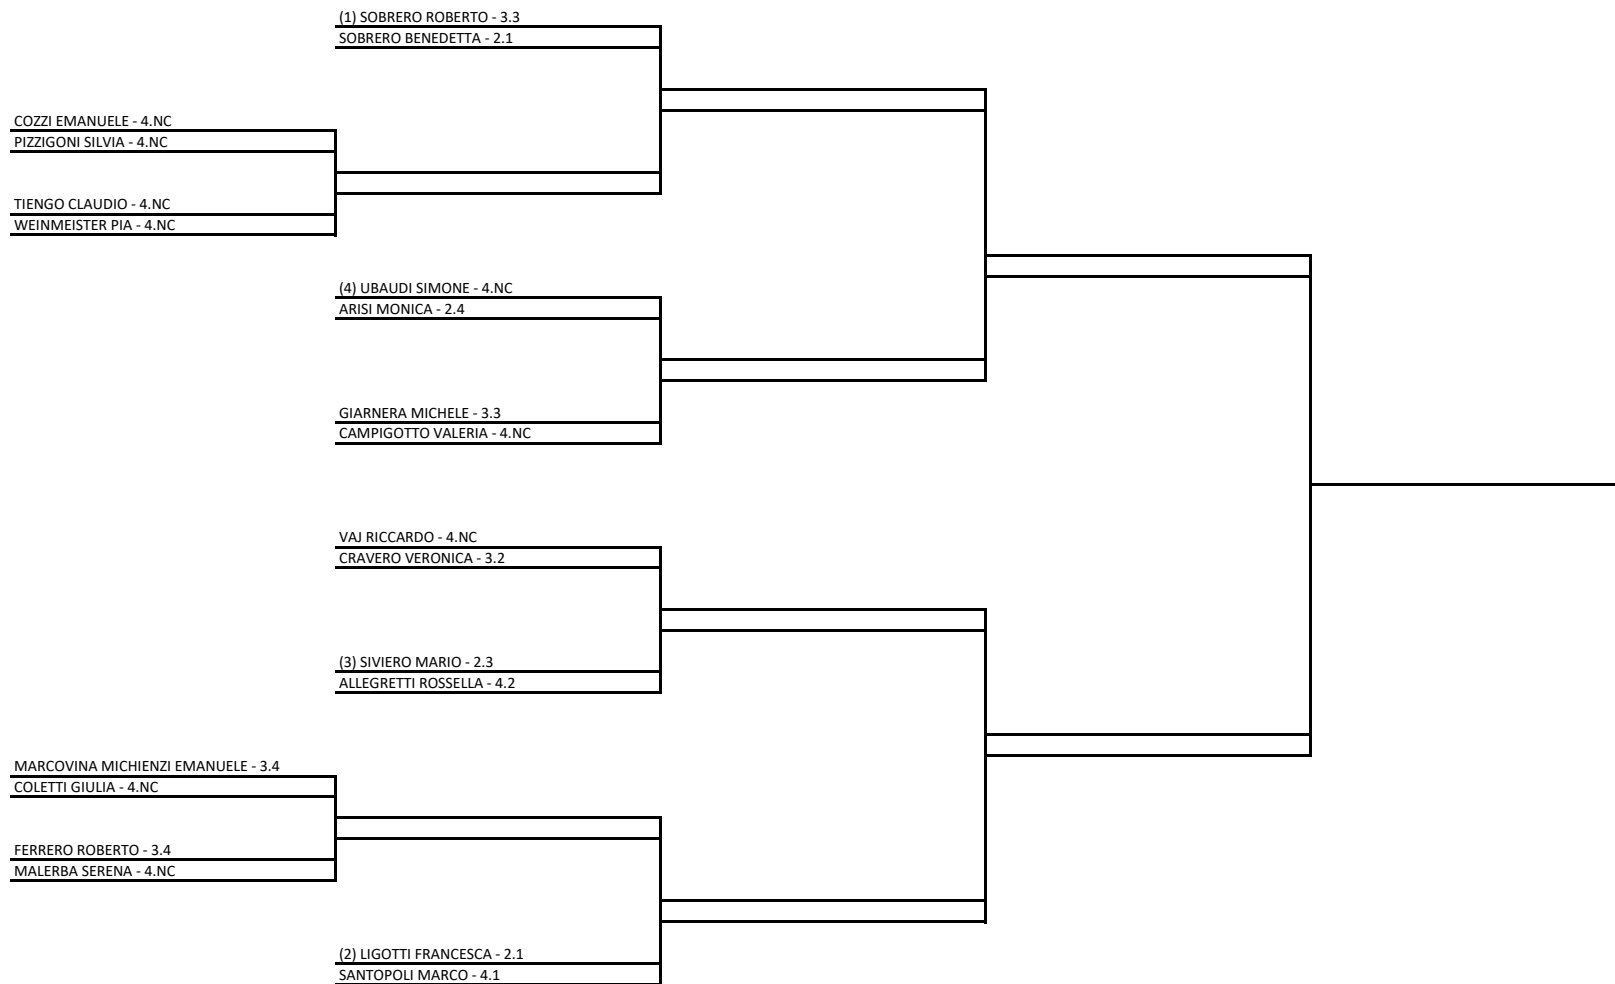 (1) SOBRERO ROBERTO - 3.3
SOBRERO BENEDETTA - 2.1
COZZI EMANUELE - 4.NC
PIZZIGONI SILVIA - 4.NC
TIENGO CLAUDIO - 4.NC
WEINMEISTER PIA - 4.NC
(4) UBAUDI SIMONE - 4.NC
ARISI MONICA - 2.4
GIARNERA MICHELE - 3.3
CAMPIGOTTO VALERIA - 4.NC
VAJ RICCARDO - 4.NC
CRAVERO VERONICA - 3.2
(3) SIVIERO MARIO - 2.3
ALLEGRETTI ROSSELLA - 4.2
MARCOVINA MICHIENZI EMANUELE - 3.4
COLETTI GIULIA - 4.NC
FERRERO ROBERTO - 3.4
MALERBA SERENA - 4.NC
(2) LIGOTTI FRANCESCA - 2.1
SANTOPOLI MARCO - 4.1